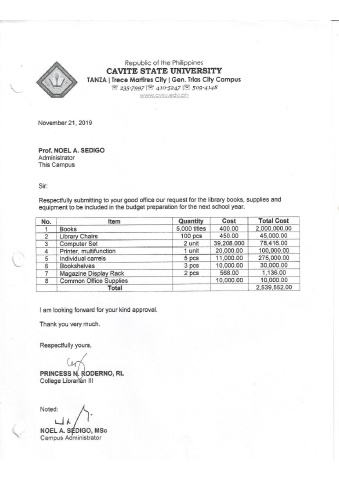 Republic of the Philippines
CAVITE STATE UNIVERSITY
TANZA | Trece Martires City | Gen. Trias City Campus
☏ 235-7997 ☏ 410-5247 ☏ 509-4148
www.cvsu.edu.ph
November 21, 2019
Prof. NOEL A. SEDIGO
Administrator
This Campus
Sir:
Respectfully submitting to your good office our request for the library books, supplies and
equipment to be included in the budget preparation for the next school year.
No. Item Quantity Cost Total Cost
1 Books 5,000 titles 400.00 2,000,000.00
2 Library Chairs 100 pcs 450.00 45,000.00
3 Computer Set 2 unit 39,208.000 78,416.00
4 Printer, multifunction 1 unit 20,000.00 100,000.00
5 Individual carrels 5 pcs 11,000.00 275,000.00
6 Bookshelves 3 pcs 10,000.00 30,000.00
7 Magazine Display Rack 2 pcs 568.00 1,136.00
8 Common Office Supplies 10,000.00 10,000.00
Total 2,539,552.00
I am looking forward for your kind approval.
Thank you very much.
Respectfully yours,
PRINCESS N. RODERNO, RL
College Librarian III
Noted:
NOEL A. SEDIGO, MSc
Campus Administrator